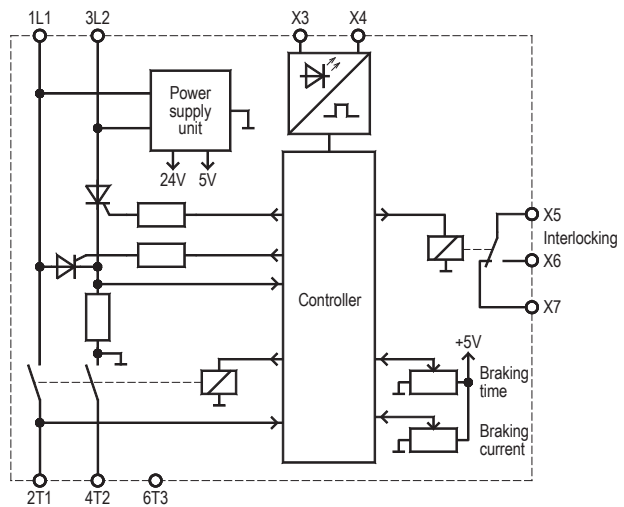 1L1 3L2 X3 X4
Power
supply
unit
24V 5V
X5
Interlocking
X6
Controller
X7
+5V
Braking
time
Braking
current
2T1 4T2 6T3